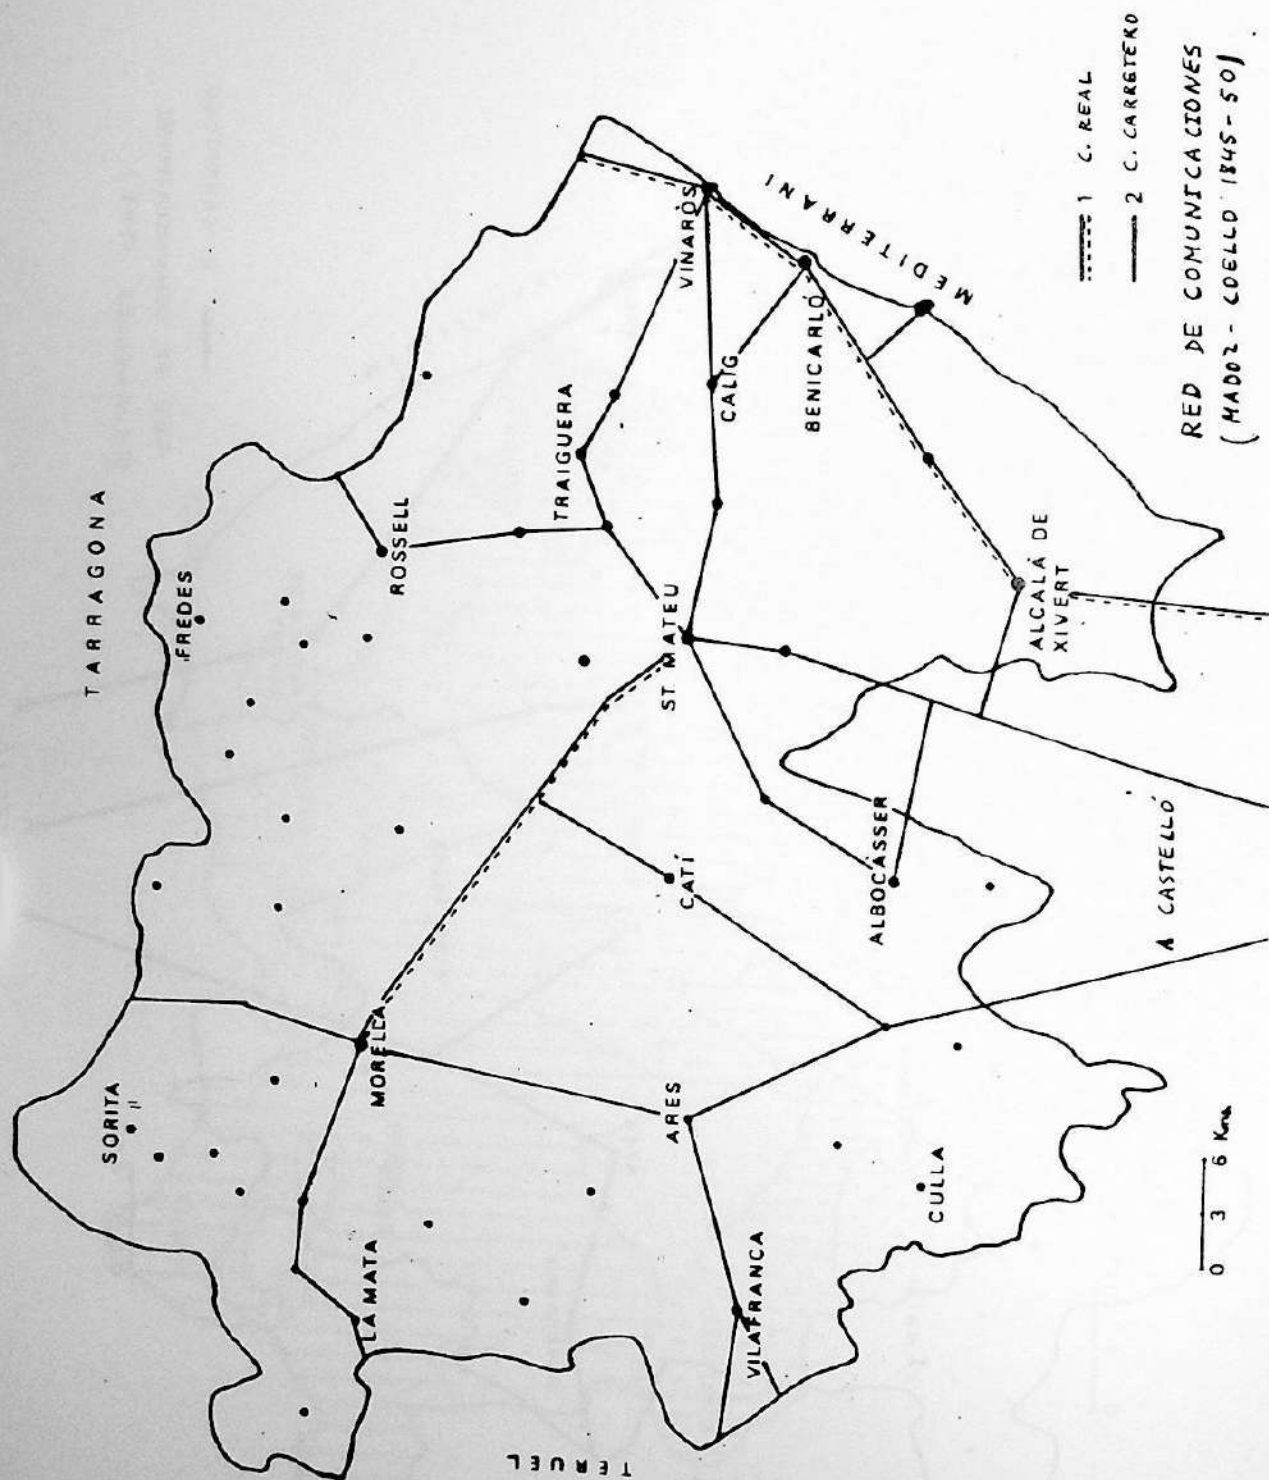 TARRAGONA
FREDES
SORITA
ROSSELL
MORELLA
LA MATA
TRAIGUERA
VINARÒS
CALIG
ST. MATEU
CATÍ
ARES
VILAFRANCA
TERUEL
BENICARLÓ
MEDITERRANI
ALBOCÀSSER
CULLA
ALCALÀ DE
XIVERT
A CASTELLÓ
0 3 6 Kms
1 C. REAL
2 C. CARRETERO
RED DE COMUNICACIONES
(MADOZ - COELLO 1845-50)